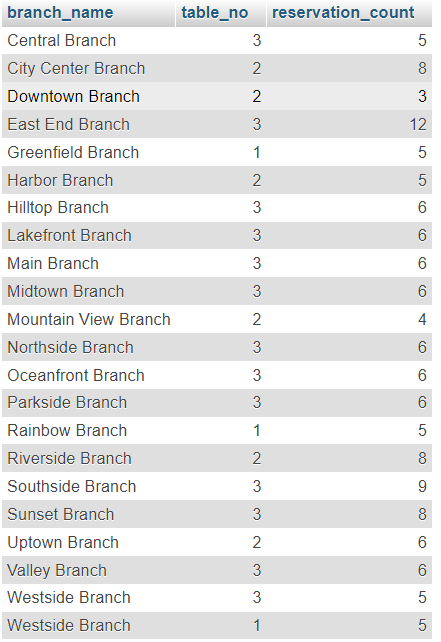 branch_name table_no reservation_count
Central Branch 3 5
City Center Branch 2 8
Downtown Branch 2 3
East End Branch 3 12
Greenfield Branch 1 5
Harbor Branch 2 5
Hilltop Branch 3 6
Lakefront Branch 3 6
Main Branch 3 6
Midtown Branch 3 6
Mountain View Branch 2 4
Northside Branch 3 6
Oceanfront Branch 3 6
Parkside Branch 3 6
Rainbow Branch 1 5
Riverside Branch 2 8
Southside Branch 3 9
Sunset Branch 3 8
Uptown Branch 2 6
Valley Branch 3 6
Westside Branch 3 5
Westside Branch 1 5